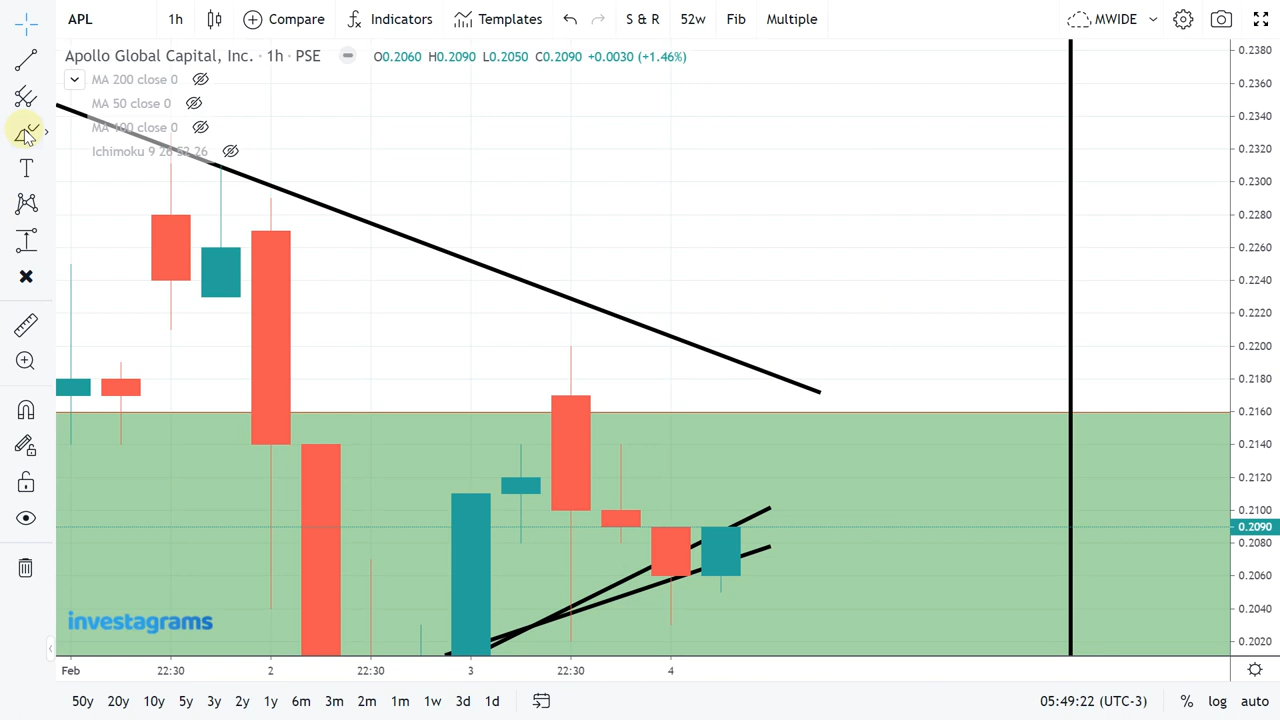 APL 1h Compare Indicators Templates S & R 52w Fib Multiple MWIDE
Apollo Global Capital, Inc. · 1h · PSE O0.2060 H0.2090 L0.2050 C0.2090 +0.0030 (+1.46%)
MA 200 close 0
MA 50 close 0
MA 100 close 0
Ichimoku 9 26 52 26
0.2380
0.2360
0.2340
0.2320
0.2300
0.2280
0.2260
0.2240
0.2220
0.2200
0.2180
0.2160
0.2140
0.2120
0.2100
0.2090
0.2080
0.2060
0.2040
0.2020
investagrams
Feb 22:30 2 22:30 3 22:30 4
50y 20y 10y 5y 3y 2y 1y 6m 3m 2m 1m 1w 3d 1d 05:49:22 (UTC-3) % log auto